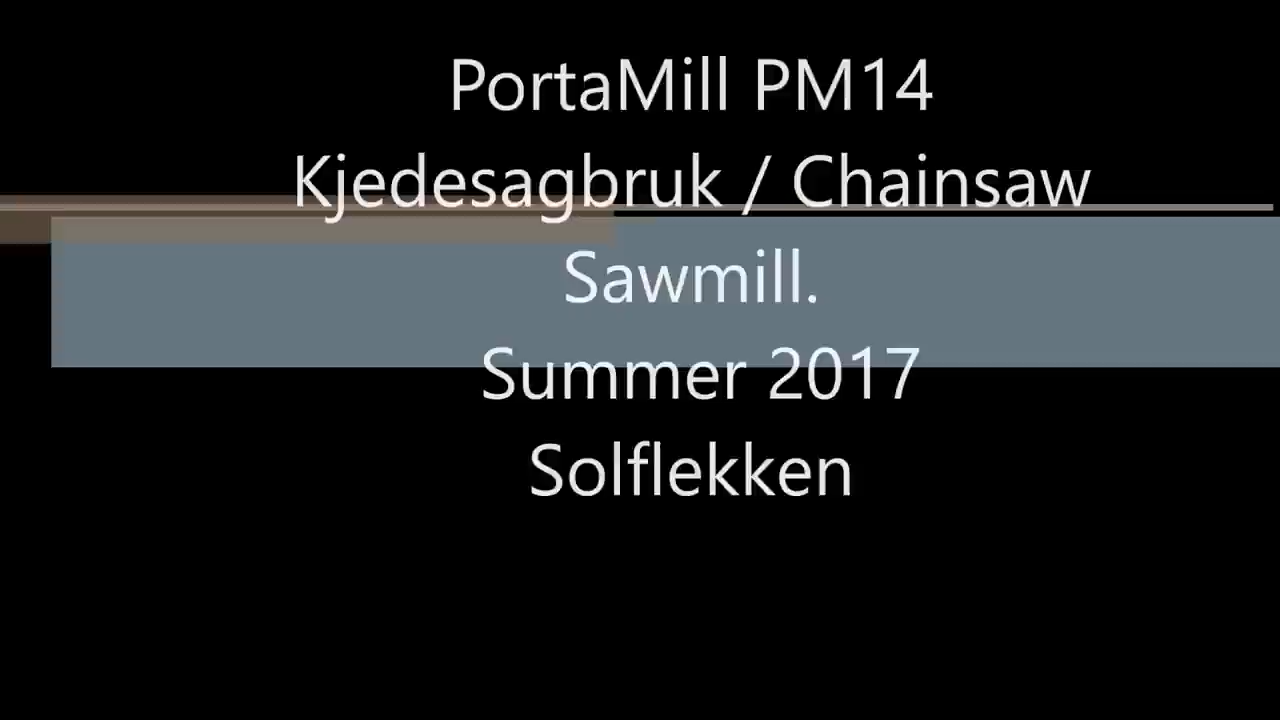 PortaMill PM14
Kjedesagbruk / Chainsaw
Sawmill.
Summer 2017
Solflekken